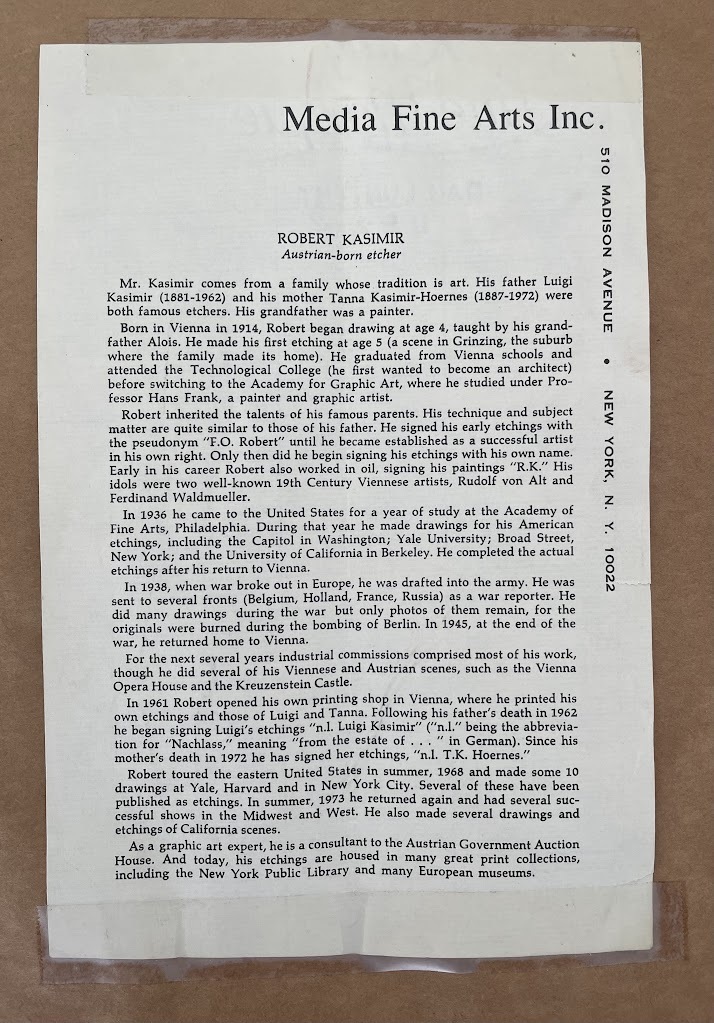 Media Fine Arts Inc.
510 MADISON AVENUE • NEW YORK, N. Y. 10022
ROBERT KASIMIR
Austrian-born etcher
Mr. Kasimir comes from a family whose tradition is art. His father Luigi
Kasimir (1881-1962) and his mother Tanna Kasimir-Hoernes (1887-1972) were
both famous etchers. His grandfather was a painter.
Born in Vienna in 1914, Robert began drawing at age 4, taught by his grand-
father Alois. He made his first etching at age 5 (a scene in Grinzing, the suburb
where the family made its home). He graduated from Vienna schools and
attended the Technological College (he first wanted to become an architect)
before switching to the Academy for Graphic Art, where he studied under Pro-
fessor Hans Frank, a painter and graphic artist.
Robert inherited the talents of his famous parents. His technique and subject
matter are quite similar to those of his father. He signed his early etchings with
the pseudonym "F.O. Robert" until he became established as a successful artist
in his own right. Only then did he begin signing his etchings with his own name.
Early in his career Robert also worked in oil, signing his paintings "R.K." His
idols were two well-known 19th Century Viennese artists, Rudolf von Alt and
Ferdinand Waldmueller.
In 1936 he came to the United States for a year of study at the Academy of
Fine Arts, Philadelphia. During that year he made drawings for his American
etchings, including the Capitol in Washington; Yale University; Broad Street,
New York; and the University of California in Berkeley. He completed the actual
etchings after his return to Vienna.
In 1938, when war broke out in Europe, he was drafted into the army. He was
sent to several fronts (Belgium, Holland, France, Russia) as a war reporter. He
did many drawings during the war but only photos of them remain, for the
originals were burned during the bombing of Berlin. In 1945, at the end of the
war, he returned home to Vienna.
For the next several years industrial commissions comprised most of his work,
though he did several of his Viennese and Austrian scenes, such as the Vienna
Opera House and the Kreuzenstein Castle.
In 1961 Robert opened his own printing shop in Vienna, where he printed his
own etchings and those of Luigi and Tanna. Following his father's death in 1962
he began signing Luigi's etchings "n.l. Luigi Kasimir" ("n.l." being the abbrevia-
tion for "Nachlass," meaning "from the estate of . . . " in German). Since his
mother's death in 1972 he has signed her etchings, "n.l. T.K. Hoernes."
Robert toured the eastern United States in summer, 1968 and made some 10
drawings at Yale, Harvard and in New York City. Several of these have been
published as etchings. In summer, 1973 he returned again and had several suc-
cessful shows in the Midwest and West. He also made several drawings and
etchings of California scenes.
As a graphic art expert, he is a consultant to the Austrian Government Auction
House. And today, his etchings are housed in many great print collections,
including the New York Public Library and many European museums.